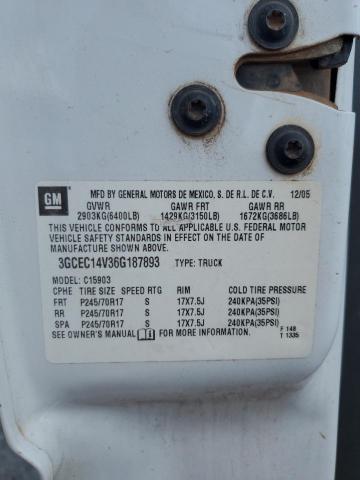 GM
MFD BY GENERAL MOTORS DE MEXICO, S. DE R.L. DE C.V. 12/05
GVWR GAWR FRT GAWR RR
2903KG(6400LB) 1429KG(3150LB) 1672KG(3686LB)
THIS VEHICLE CONFORMS TO ALL APPLICABLE U.S. FEDERAL MOTOR
VEHICLE SAFETY STANDARDS IN EFFECT ON THE DATE OF
MANUFACTURE SHOWN ABOVE.
3GCEC14V36G187893 TYPE: TRUCK
MODEL: C15903
CPHE TIRE SIZE SPEED RTG RIM COLD TIRE PRESSURE
FRT P245/70R17 S 17X7.5J 240KPA(35PSI)
RR P245/70R17 S 17X7.5J 240KPA(35PSI)
SPA P245/70R17 S 17X7.5J 240KPA(35PSI)
SEE OWNER'S MANUAL FOR MORE INFORMATION. F 148
T 1335